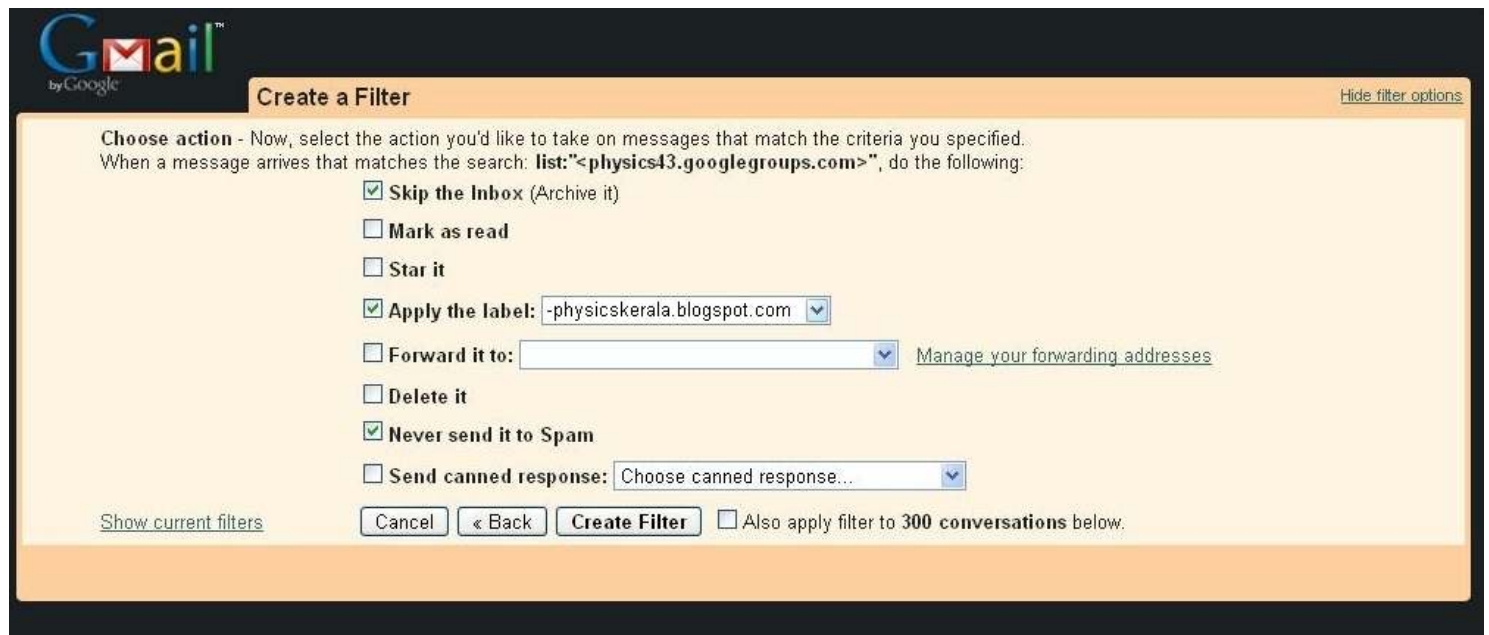 Gmail™
by Google
Create a Filter
Hide filter options
Choose action - Now, select the action you'd like to take on messages that match the criteria you specified.
When a message arrives that matches the search: list:"<physics43.googlegroups.com>", do the following:
Skip the Inbox (Archive it)
Mark as read
Star it
Apply the label: -physicskerala.blogspot.com
Forward it to: Manage your forwarding addresses
Delete it
Never send it to Spam
Send canned response: Choose canned response...
Show current filters Cancel « Back Create Filter Also apply filter to 300 conversations below.